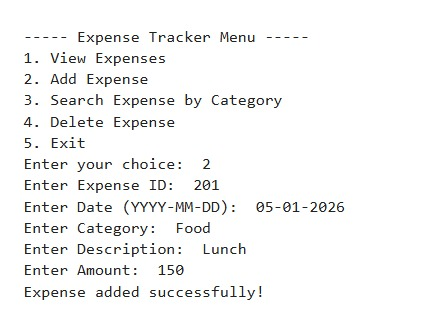 ----- Expense Tracker Menu -----
1. View Expenses
2. Add Expense
3. Search Expense by Category
4. Delete Expense
5. Exit
Enter your choice:  2
Enter Expense ID:  201
Enter Date (YYYY-MM-DD):  05-01-2026
Enter Category:  Food
Enter Description:  Lunch
Enter Amount:  150
Expense added successfully!